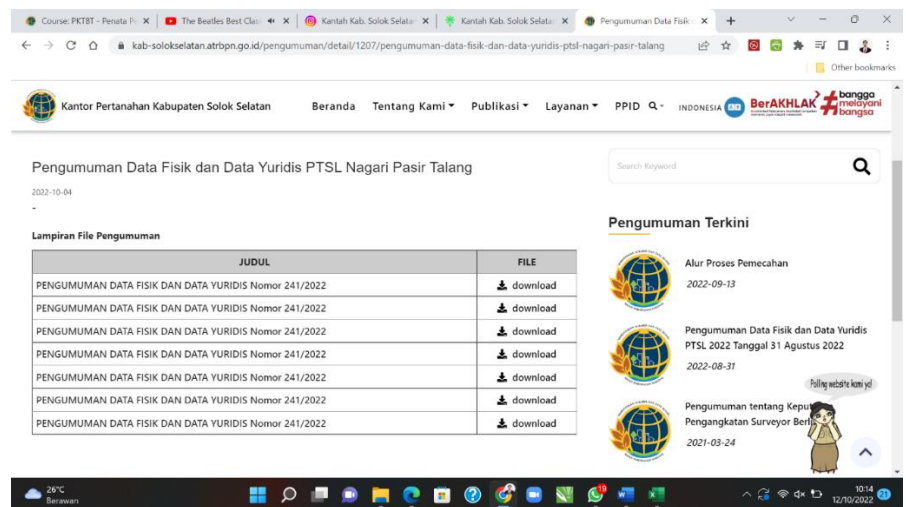 Course: PKTBT - Penata P
The Beatles Best Clas
Kantah Kab. Solok Selata
Kantah Kab. Solok Selata
Pengumuman Data Fisik
kab-solokselatan.atrbpn.go.id/pengumuman/detail/1207/pengumuman-data-fisik-dan-data-yuridis-ptsl-nagari-pasir-talang
Other bookmarks
Kantor Pertanahan Kabupaten Solok Selatan
Beranda
Tentang Kami
Publikasi
Layanan
PPID
INDONESIA
BerAKHLAK
bangga
melayani
bangsa
Pengumuman Data Fisik dan Data Yuridis PTSL Nagari Pasir Talang
2022-10-04
-
Lampiran File Pengumuman
JUDUL FILE
PENGUMUMAN DATA FISIK DAN DATA YURIDIS Nomor 241/2022 download
PENGUMUMAN DATA FISIK DAN DATA YURIDIS Nomor 241/2022 download
PENGUMUMAN DATA FISIK DAN DATA YURIDIS Nomor 241/2022 download
PENGUMUMAN DATA FISIK DAN DATA YURIDIS Nomor 241/2022 download
PENGUMUMAN DATA FISIK DAN DATA YURIDIS Nomor 241/2022 download
PENGUMUMAN DATA FISIK DAN DATA YURIDIS Nomor 241/2022 download
PENGUMUMAN DATA FISIK DAN DATA YURIDIS Nomor 241/2022 download
Search Keyword
Pengumuman Terkini
Alur Proses Pemecahan
2022-09-13
Pengumuman Data Fisik dan Data Yuridis
PTSL 2022 Tanggal 31 Agustus 2022
2022-08-31
Polling website kami yo!
Pengumuman tentang Keput
Pengangkatan Surveyor Berl
2021-03-24
26°C
Berawan
19
10:14
12/10/2022
21